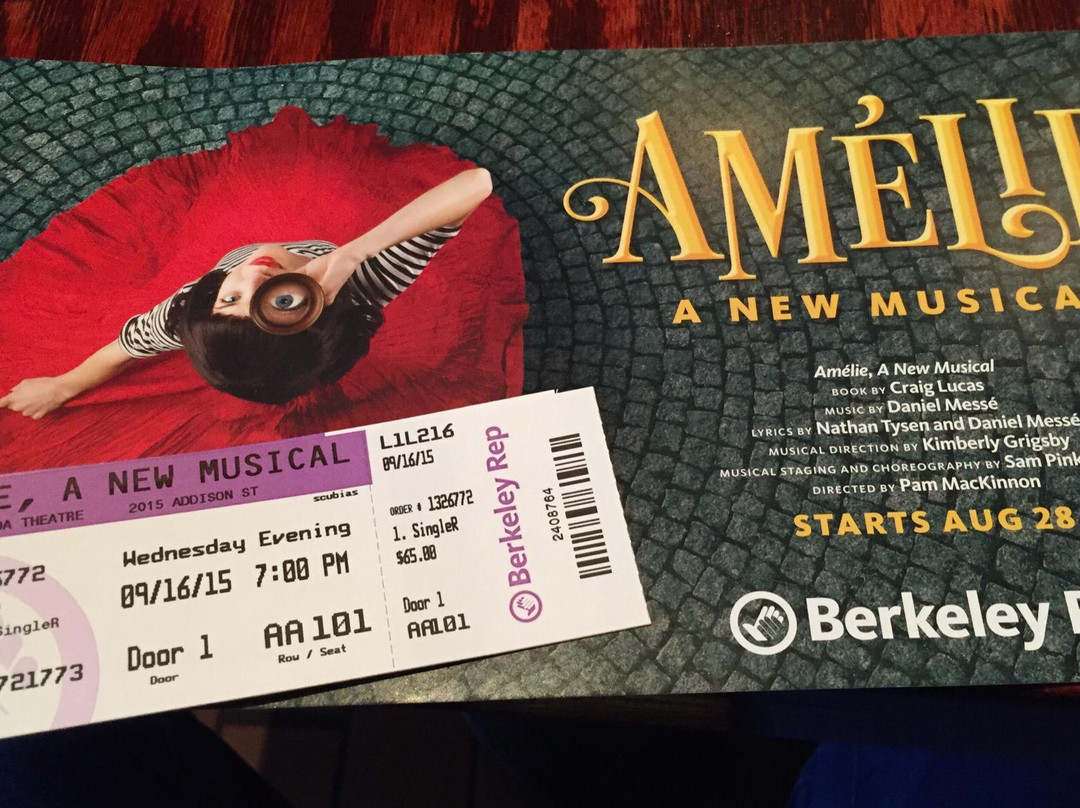 AMÉLIE
A NEW MUSICA
Amélie, A New Musical
BOOK BY Craig Lucas
MUSIC BY Daniel Messé
LYRICS BY Nathan Tysen and Daniel Messé
MUSICAL DIRECTION BY Kimberly Grigsby
MUSICAL STAGING AND CHOREOGRAPHY BY Sam Pink
DIRECTED BY Pam MacKinnon
STARTS AUG 28
Berkeley R
E, A NEW MUSICAL
DA THEATRE 2015 ADDISON ST
scubias
6772
Wednesday Evening
09/16/15 7:00 PM
SingleR
Door 1 AA 101
Door Row / Seat
721773
L1L216
09/16/15
ORDER # 1326772
1. SingleR
$65.00
Door 1
AA101
Berkeley Rep
2408764